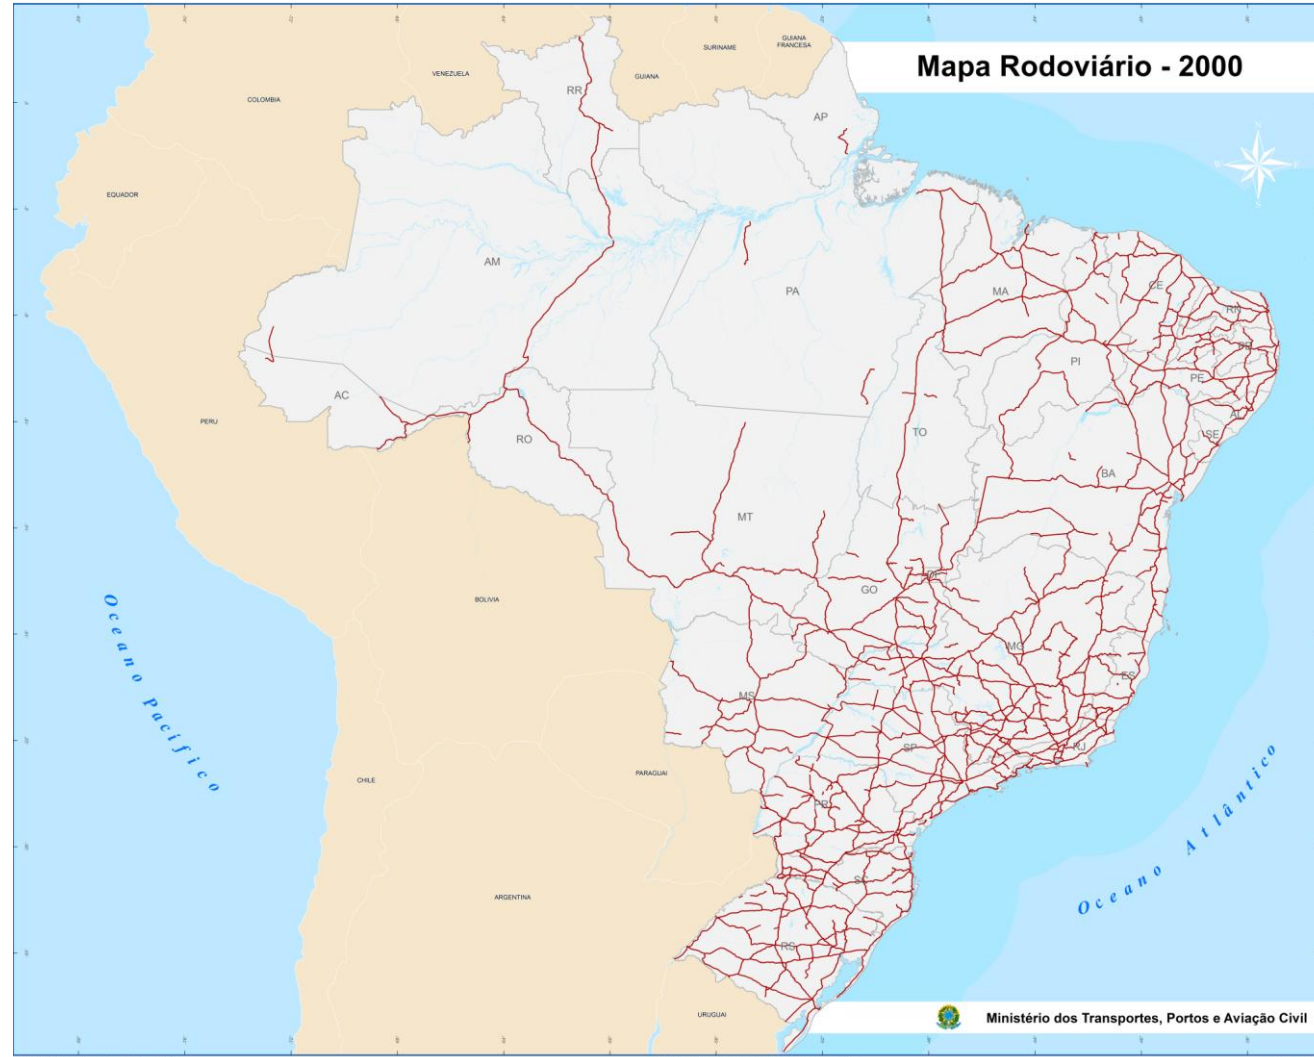 Mapa Rodoviário - 2000
GUIANA
FRANCESA
SURINAME
VENEZUELA
GUIANA
COLOMBIA
RR
AP
EQUADOR
AM
PA
MA
CE
RN
PB
PI
PE
AC
AL
TO
SE
RO
BA
MT
DF
GO
BOLIVIA
PERU
MG
ES
MS
Oceano Pacífico
SP
RJ
PARAGUAI
CHILE
PR
Oceano Atlântico
SC
ARGENTINA
RS
URUGUAI
Ministério dos Transportes, Portos e Aviação Civil